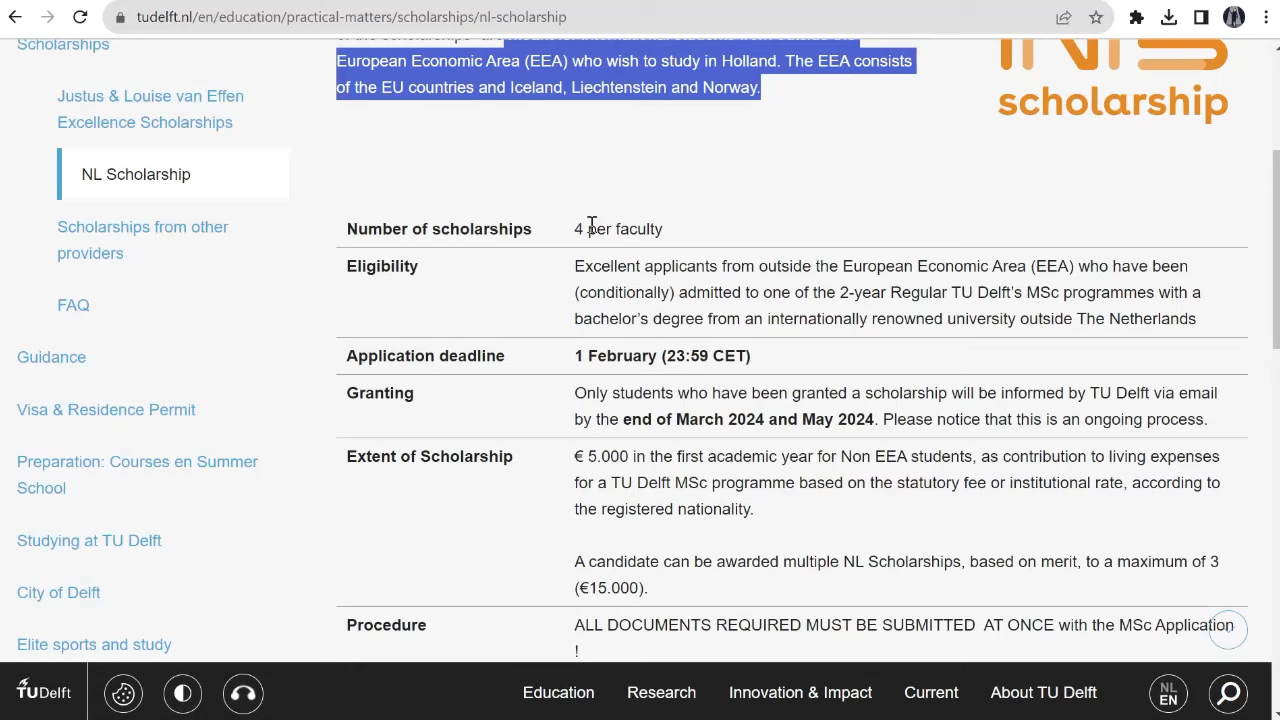 tudelft.nl/en/education/practical-matters/scholarships/nl-scholarship
Scholarships
Justus & Louise van Effen
Excellence Scholarships
NL Scholarship
Scholarships from other
providers
FAQ
Guidance
Visa & Residence Permit
Preparation: Courses en Summer
School
Studying at TU Delft
City of Delft
Elite sports and study
European Economic Area (EEA) who wish to study in Holland. The EEA consists
of the EU countries and Iceland, Liechtenstein and Norway.
scholarship
Number of scholarships 4 per faculty
Eligibility Excellent applicants from outside the European Economic Area (EEA) who have been
(conditionally) admitted to one of the 2-year Regular TU Delft's MSc programmes with a
bachelor's degree from an internationally renowned university outside The Netherlands
Application deadline 1 February (23:59 CET)
Granting Only students who have been granted a scholarship will be informed by TU Delft via email
by the end of March 2024 and May 2024. Please notice that this is an ongoing process.
Extent of Scholarship € 5.000 in the first academic year for Non EEA students, as contribution to living expenses
for a TU Delft MSc programme based on the statutory fee or institutional rate, according to
the registered nationality.
A candidate can be awarded multiple NL Scholarships, based on merit, to a maximum of 3
(€15.000).
Procedure ALL DOCUMENTS REQUIRED MUST BE SUBMITTED AT ONCE with the MSc Application
!
TUDelft Education Research Innovation & Impact Current About TU Delft NL
EN